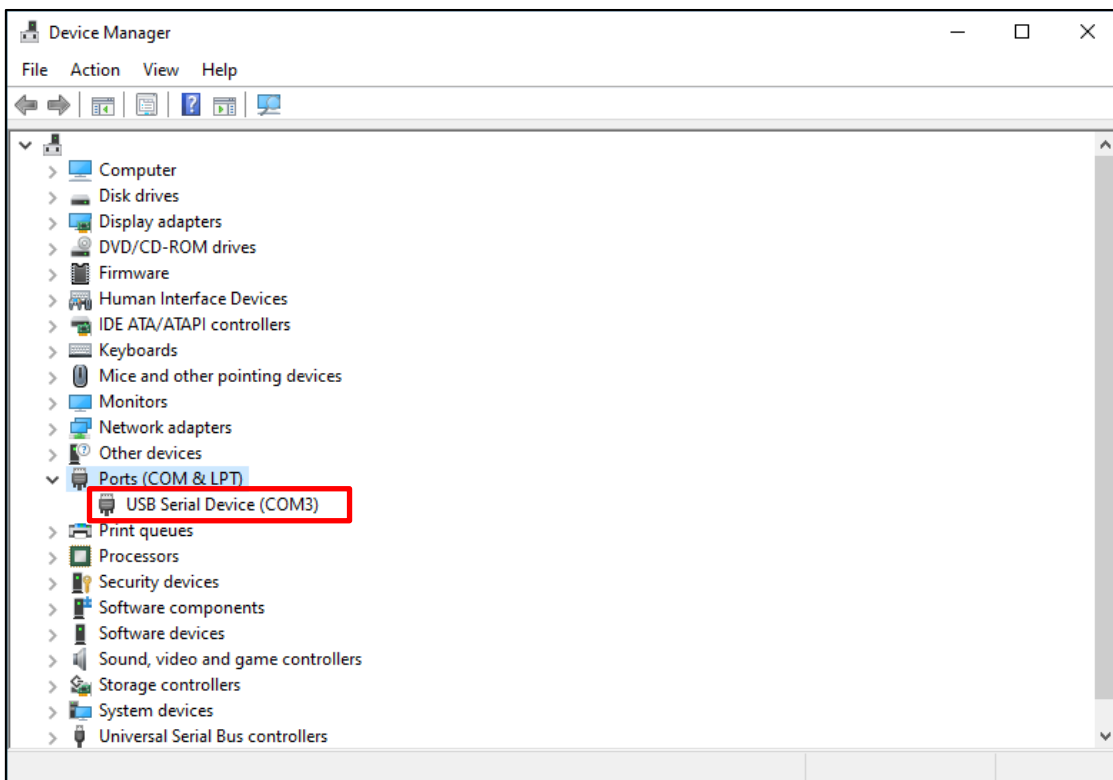 Device Manager
File Action View Help
Computer
Disk drives
Display adapters
DVD/CD-ROM drives
Firmware
Human Interface Devices
IDE ATA/ATAPI controllers
Keyboards
Mice and other pointing devices
Monitors
Network adapters
Other devices
Ports (COM & LPT)
USB Serial Device (COM3)
Print queues
Processors
Security devices
Software components
Software devices
Sound, video and game controllers
Storage controllers
System devices
Universal Serial Bus controllers